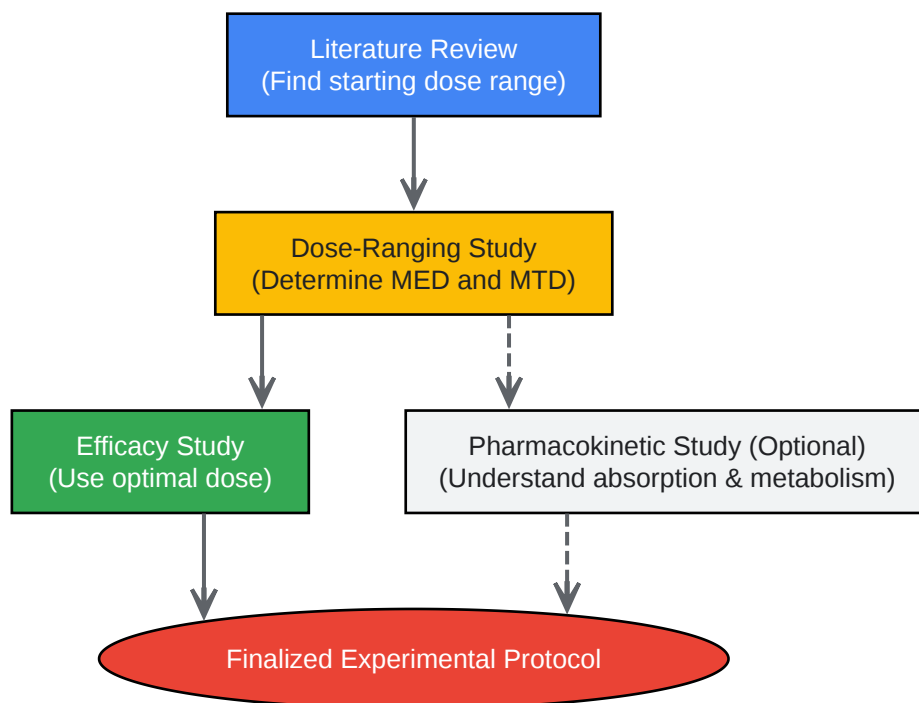 Literature Review
(Find starting dose range)
Dose-Ranging Study
(Determine MED and MTD)
Efficacy Study
(Use optimal dose)
Pharmacokinetic Study (Optional)
(Understand absorption & metabolism)
Finalized Experimental Protocol